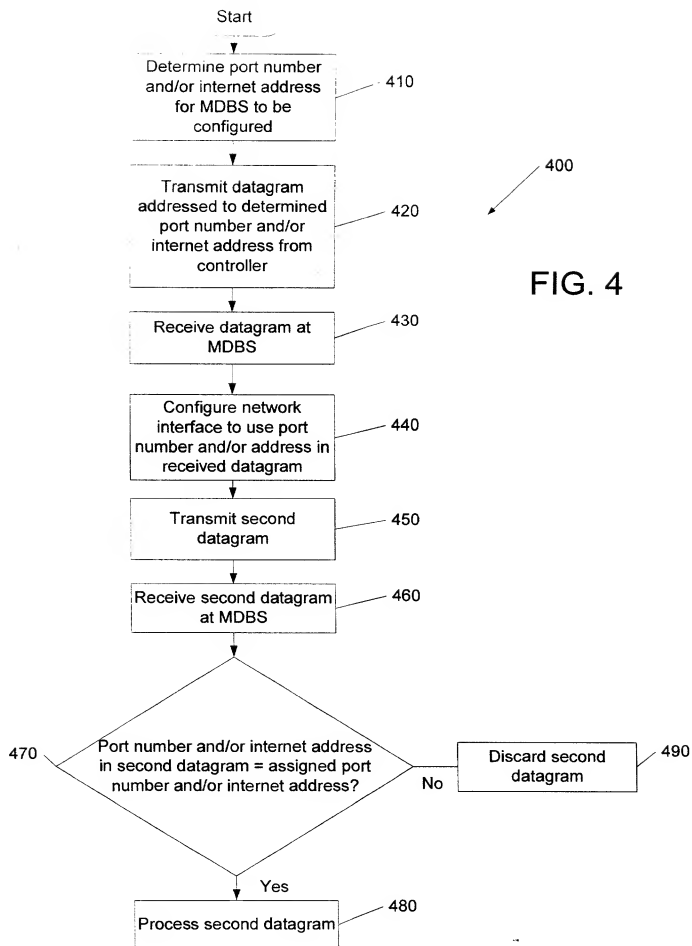 Start
Determine port number
and/or internet address
for MDBS to be
configured
410
400
Transmit datagram
addressed to determined
port number and/or
internet address from
controller
420
FIG. 4
Receive datagram at
MDBS
430
Configure network
interface to use port
number and/or address in
received datagram
440
Transmit second
datagram
450
Receive second datagram
at MDBS
460
470
Port number and/or internet address
in second datagram = assigned port
number and/or internet address?
No
Discard second
datagram
490
Yes
Process second datagram
480